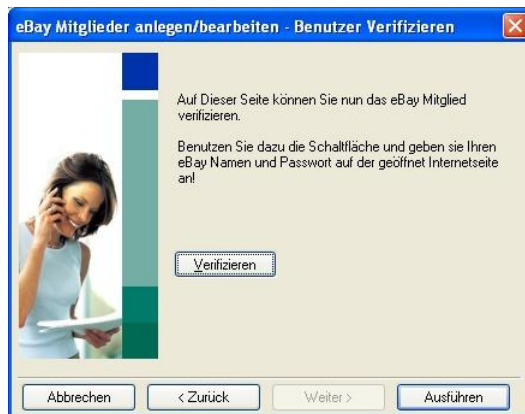 eBay Mitglieder anlegen/bearbeiten - Benutzer Verifizieren
Auf Dieser Seite können Sie nun das eBay Mitglied
verifizieren.
Benutzen Sie dazu die Schaltfläche und geben sie Ihren
eBay Namen und Passwort auf der geöffnet Internetseite
an!
Verifizieren
Abbrechen
< Zurück
Weiter >
Ausführen